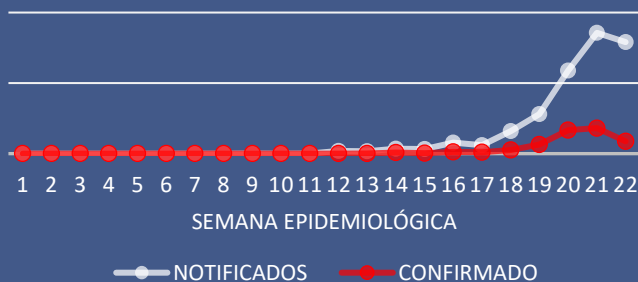 1 2 3 4 5 6 7 8 9 10 11 12 13 14 15 16 17 18 19 20 21 22
SEMANA EPIDEMIOLÓGICA
NOTIFICADOS CONFIRMADO